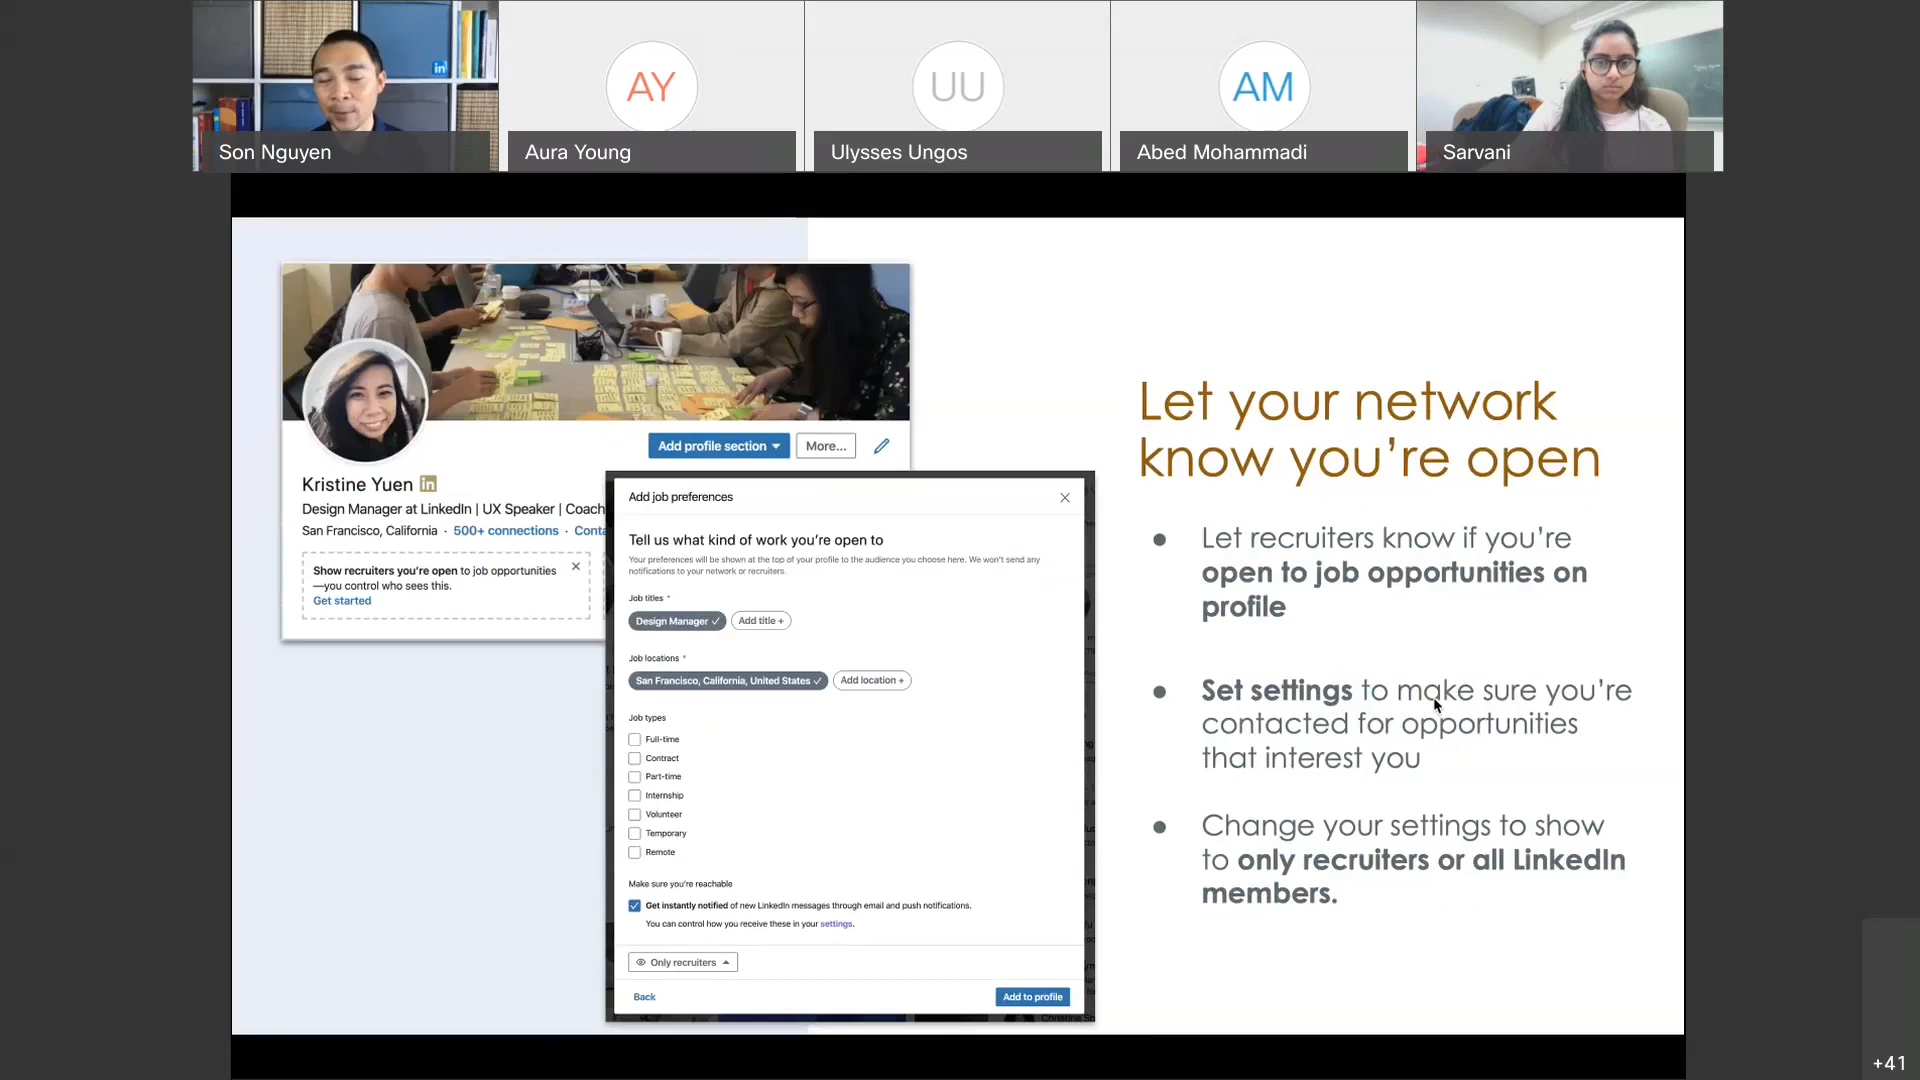 in
AY
UU
AM
Son Nguyen
Aura Young
Ulysses Ungos
Abed Mohammadi
Sarvani
Add profile section
More...
Kristine Yuen in
Design Manager at LinkedIn | UX Speaker | Coach
San Francisco, California · 500+ connections · Conta
Show recruiters you're open to job opportunities
—you control who sees this.
Get started
Add job preferences
Tell us what kind of work you're open to
Your preferences will be shown at the top of your profile to the audience you choose here. We won't send any
notifications to your network or recruiters.
Job titles *
Design Manager ✓ Add title +
Job locations *
San Francisco, California, United States ✓ Add location +
Job types
Full-time
Contract
Part-time
Internship
Volunteer
Temporary
Remote
Make sure you're reachable
Get instantly notified of new LinkedIn messages through email and push notifications.
You can control how you receive these in your settings.
Only recruiters
Back
Add to profile
Let your network
know you're open
● Let recruiters know if you're
open to job opportunities on
profile
● Set settings to make sure you're
contacted for opportunities
that interest you
● Change your settings to show
to only recruiters or all LinkedIn
members.
+41